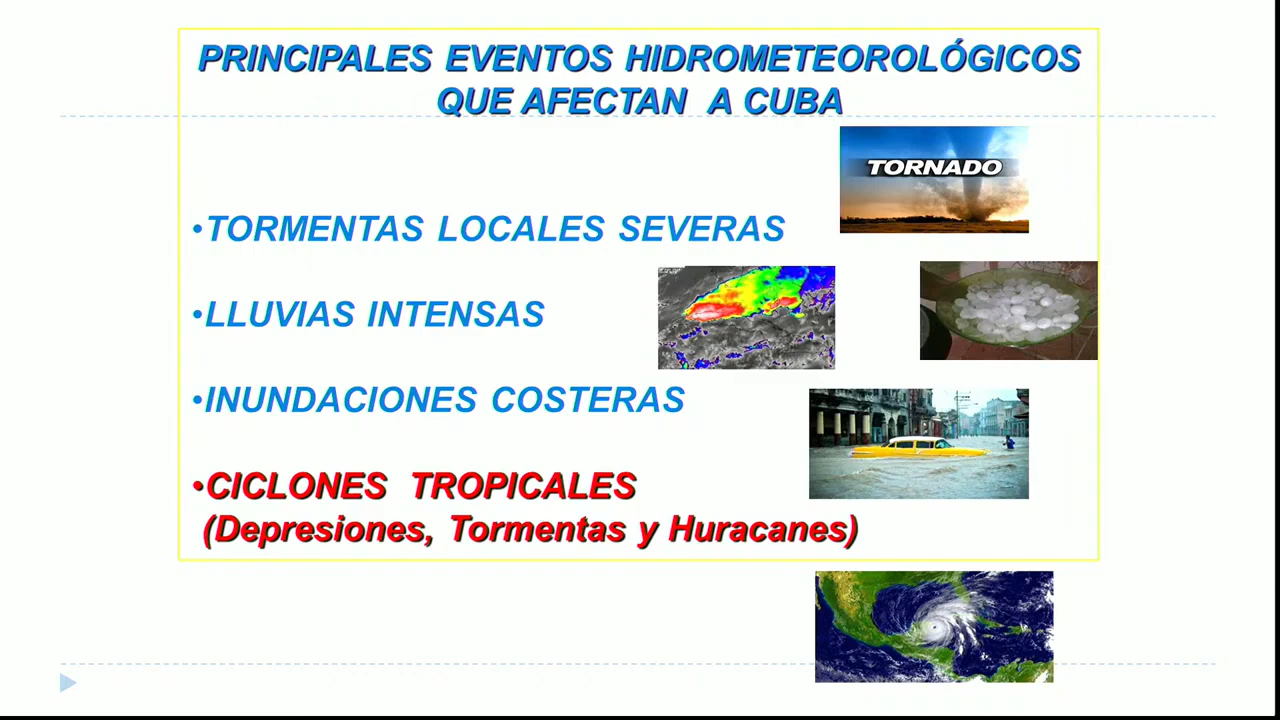 PRINCIPALES EVENTOS HIDROMETEOROLÓGICOS
QUE AFECTAN A CUBA
TORNADO
•TORMENTAS LOCALES SEVERAS
•LLUVIAS INTENSAS
•INUNDACIONES COSTERAS
•CICLONES TROPICALES
(Depresiones, Tormentas y Huracanes)